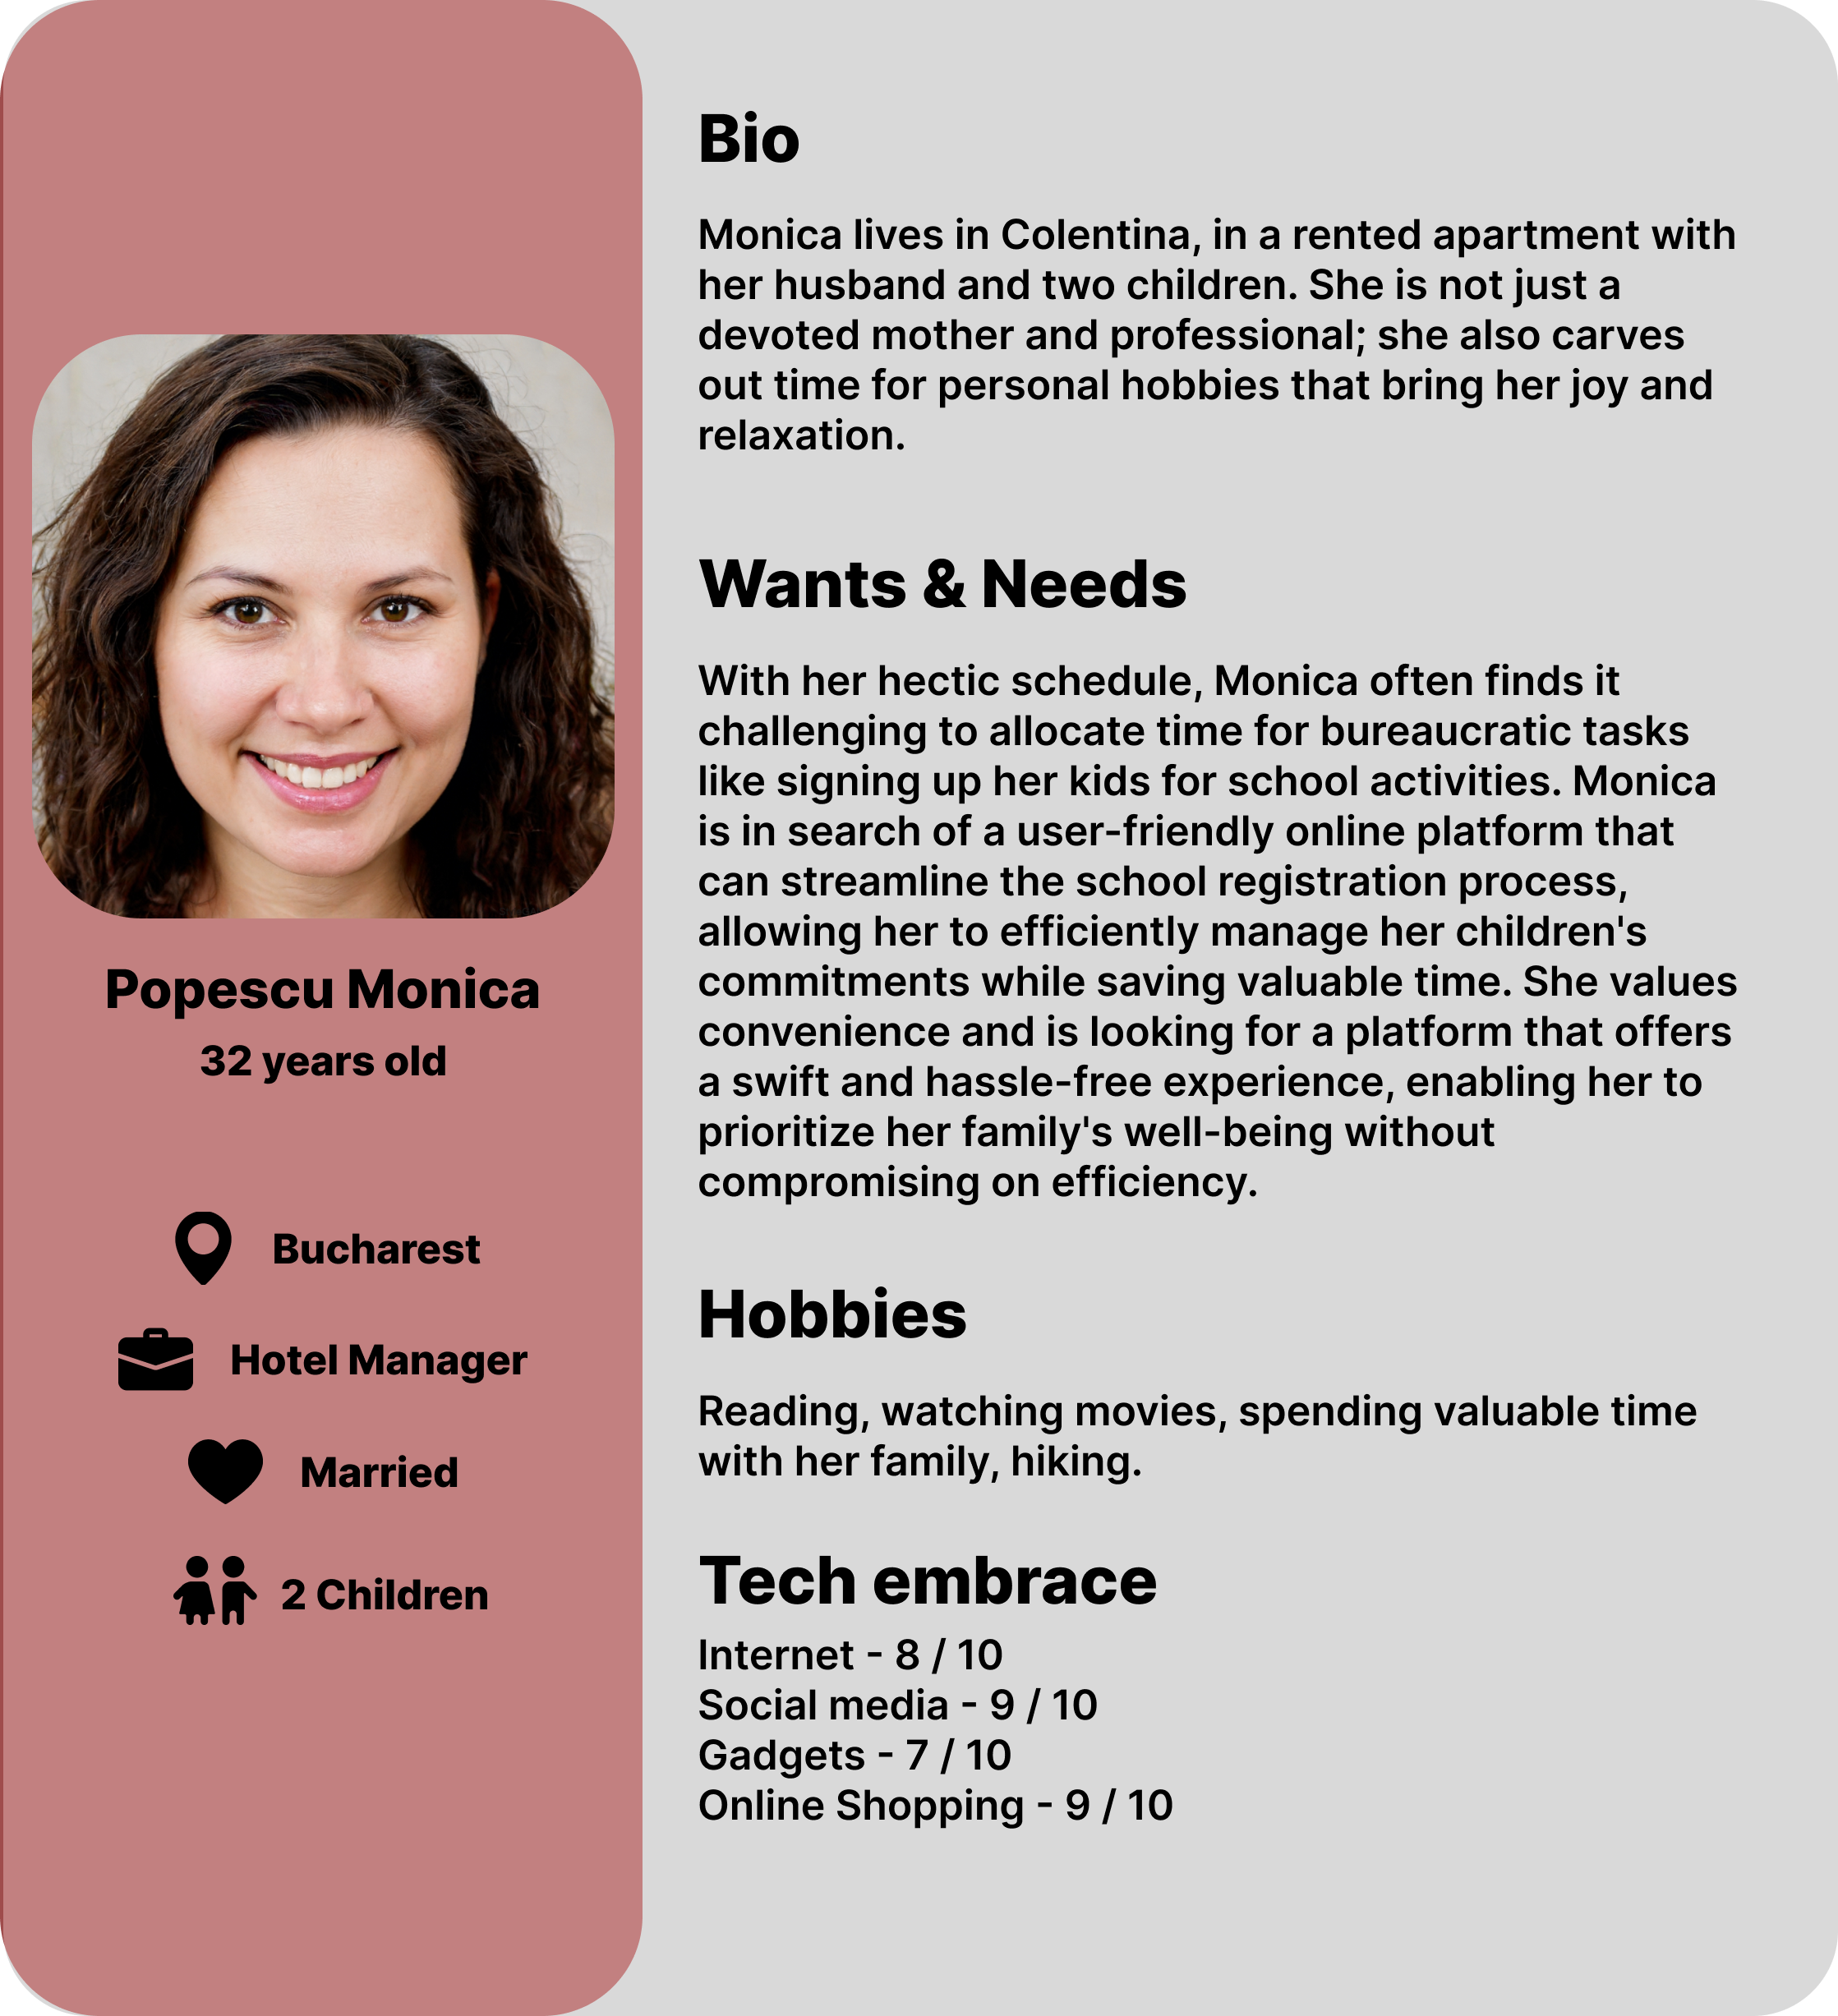 Popescu Monica
32 years old
Bucharest
Hotel Manager
Married
2 Children
Bio
Monica lives in Colentina, in a rented apartment with
her husband and two children. She is not just a
devoted mother and professional; she also carves
out time for personal hobbies that bring her joy and
relaxation.
Wants & Needs
With her hectic schedule, Monica often finds it
challenging to allocate time for bureaucratic tasks
like signing up her kids for school activities. Monica
is in search of a user-friendly online platform that
can streamline the school registration process,
allowing her to efficiently manage her children's
commitments while saving valuable time. She values
convenience and is looking for a platform that offers
a swift and hassle-free experience, enabling her to
prioritize her family's well-being without
compromising on efficiency.
Hobbies
Reading, watching movies, spending valuable time
with her family, hiking.
Tech embrace
Internet - 8 / 10
Social media - 9 / 10
Gadgets - 7 / 10
Online Shopping - 9 / 10